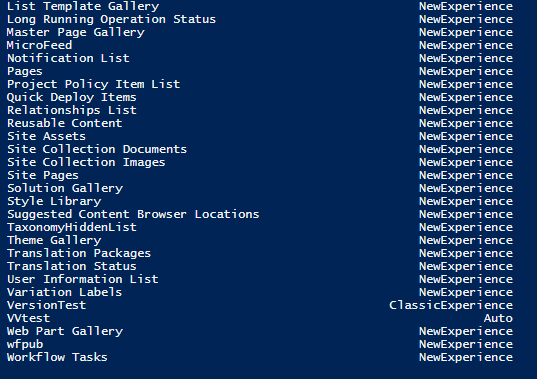 List Template Gallery NewExperience
Long Running Operation Status NewExperience
Master Page Gallery NewExperience
MicroFeed NewExperience
Notification List NewExperience
Pages NewExperience
Project Policy Item List NewExperience
Quick Deploy Items NewExperience
Relationships List NewExperience
Reusable Content NewExperience
Site Assets NewExperience
Site Collection Documents NewExperience
Site Collection Images NewExperience
Site Pages NewExperience
Solution Gallery NewExperience
Style Library NewExperience
Suggested Content Browser Locations NewExperience
TaxonomyHiddenList NewExperience
Theme Gallery NewExperience
Translation Packages NewExperience
Translation Status NewExperience
User Information List NewExperience
Variation Labels NewExperience
VersionTest ClassicExperience
VVtest Auto
Web Part Gallery NewExperience
wfpub NewExperience
Workflow Tasks NewExperience